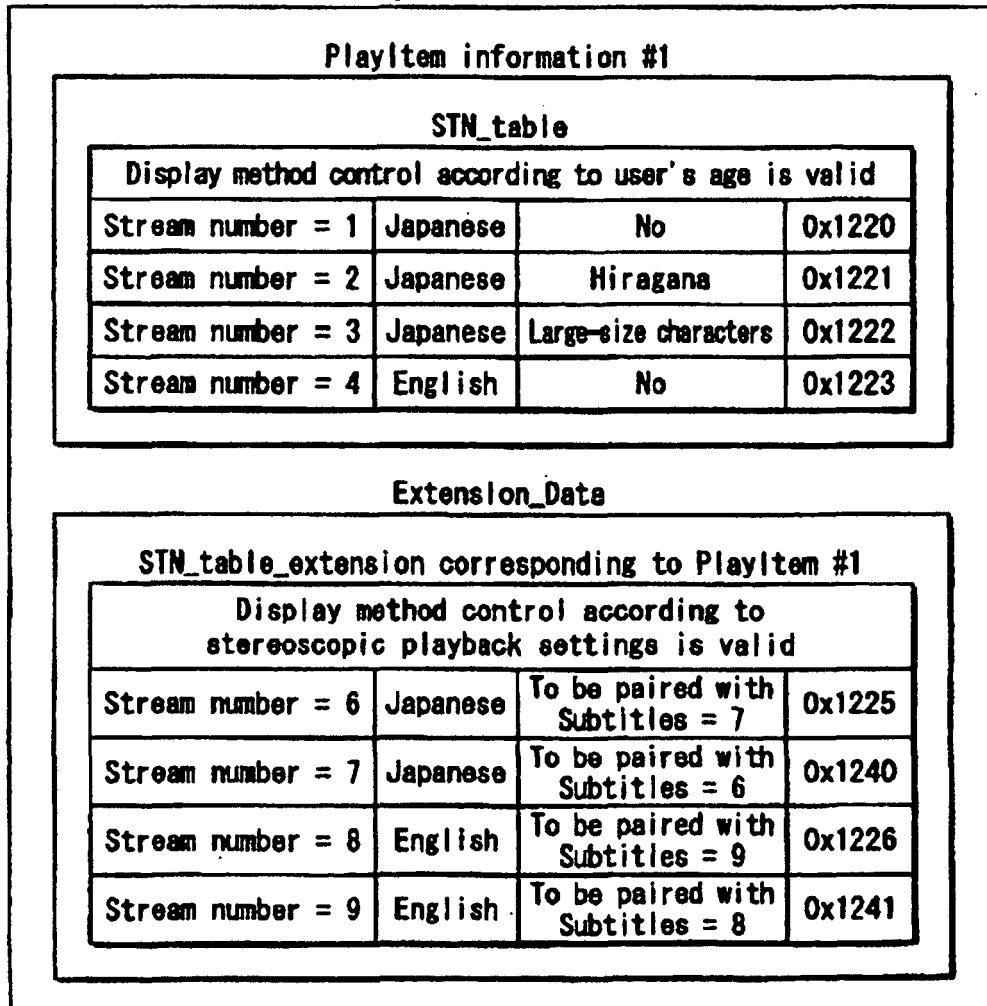 PlayItem information #1
STN_table
Display method control according to user's age is valid
Stream number = 1 Japanese No 0x1220
Stream number = 2 Japanese Hiragana 0x1221
Stream number = 3 Japanese Large-size characters 0x1222
Stream number = 4 English No 0x1223
Extension_Data
STN_table_extension corresponding to PlayItem #1
Display method control according to
stereoscopic playback settings is valid
Stream number = 6 Japanese To be paired with Subtitles = 7 0x1225
Stream number = 7 Japanese To be paired with Subtitles = 6 0x1240
Stream number = 8 English To be paired with Subtitles = 9 0x1226
Stream number = 9 English To be paired with Subtitles = 8 0x1241